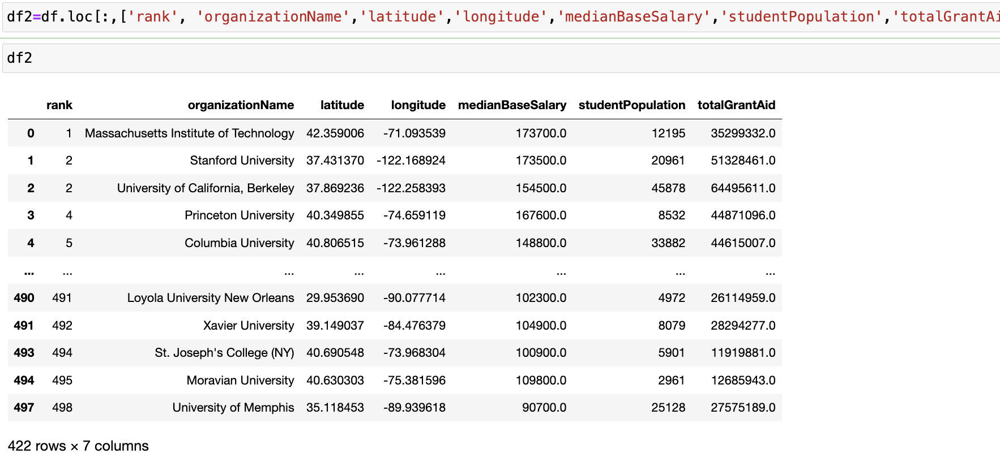 df2=df.loc[:,['rank', 'organizationName','latitude','longitude','medianBaseSalary','studentPopulation','totalGrantAi
df2
rank organizationName latitude longitude medianBaseSalary studentPopulation totalGrantAid
0 1 Massachusetts Institute of Technology 42.359006 -71.093539 173700.0 12195 35299332.0
1 2 Stanford University 37.431370 -122.168924 173500.0 20961 51328461.0
2 2 University of California, Berkeley 37.869236 -122.258393 154500.0 45878 64495611.0
3 4 Princeton University 40.349855 -74.659119 167600.0 8532 44871096.0
4 5 Columbia University 40.806515 -73.961288 148800.0 33882 44615007.0
... ... ... ... ... ... ... ...
490 491 Loyola University New Orleans 29.953690 -90.077714 102300.0 4972 26114959.0
491 492 Xavier University 39.149037 -84.476379 104900.0 8079 28294277.0
493 494 St. Joseph's College (NY) 40.690548 -73.968304 100900.0 5901 11919881.0
494 495 Moravian University 40.630303 -75.381596 109800.0 2961 12685943.0
497 498 University of Memphis 35.118453 -89.939618 90700.0 25128 27575189.0
422 rows × 7 columns